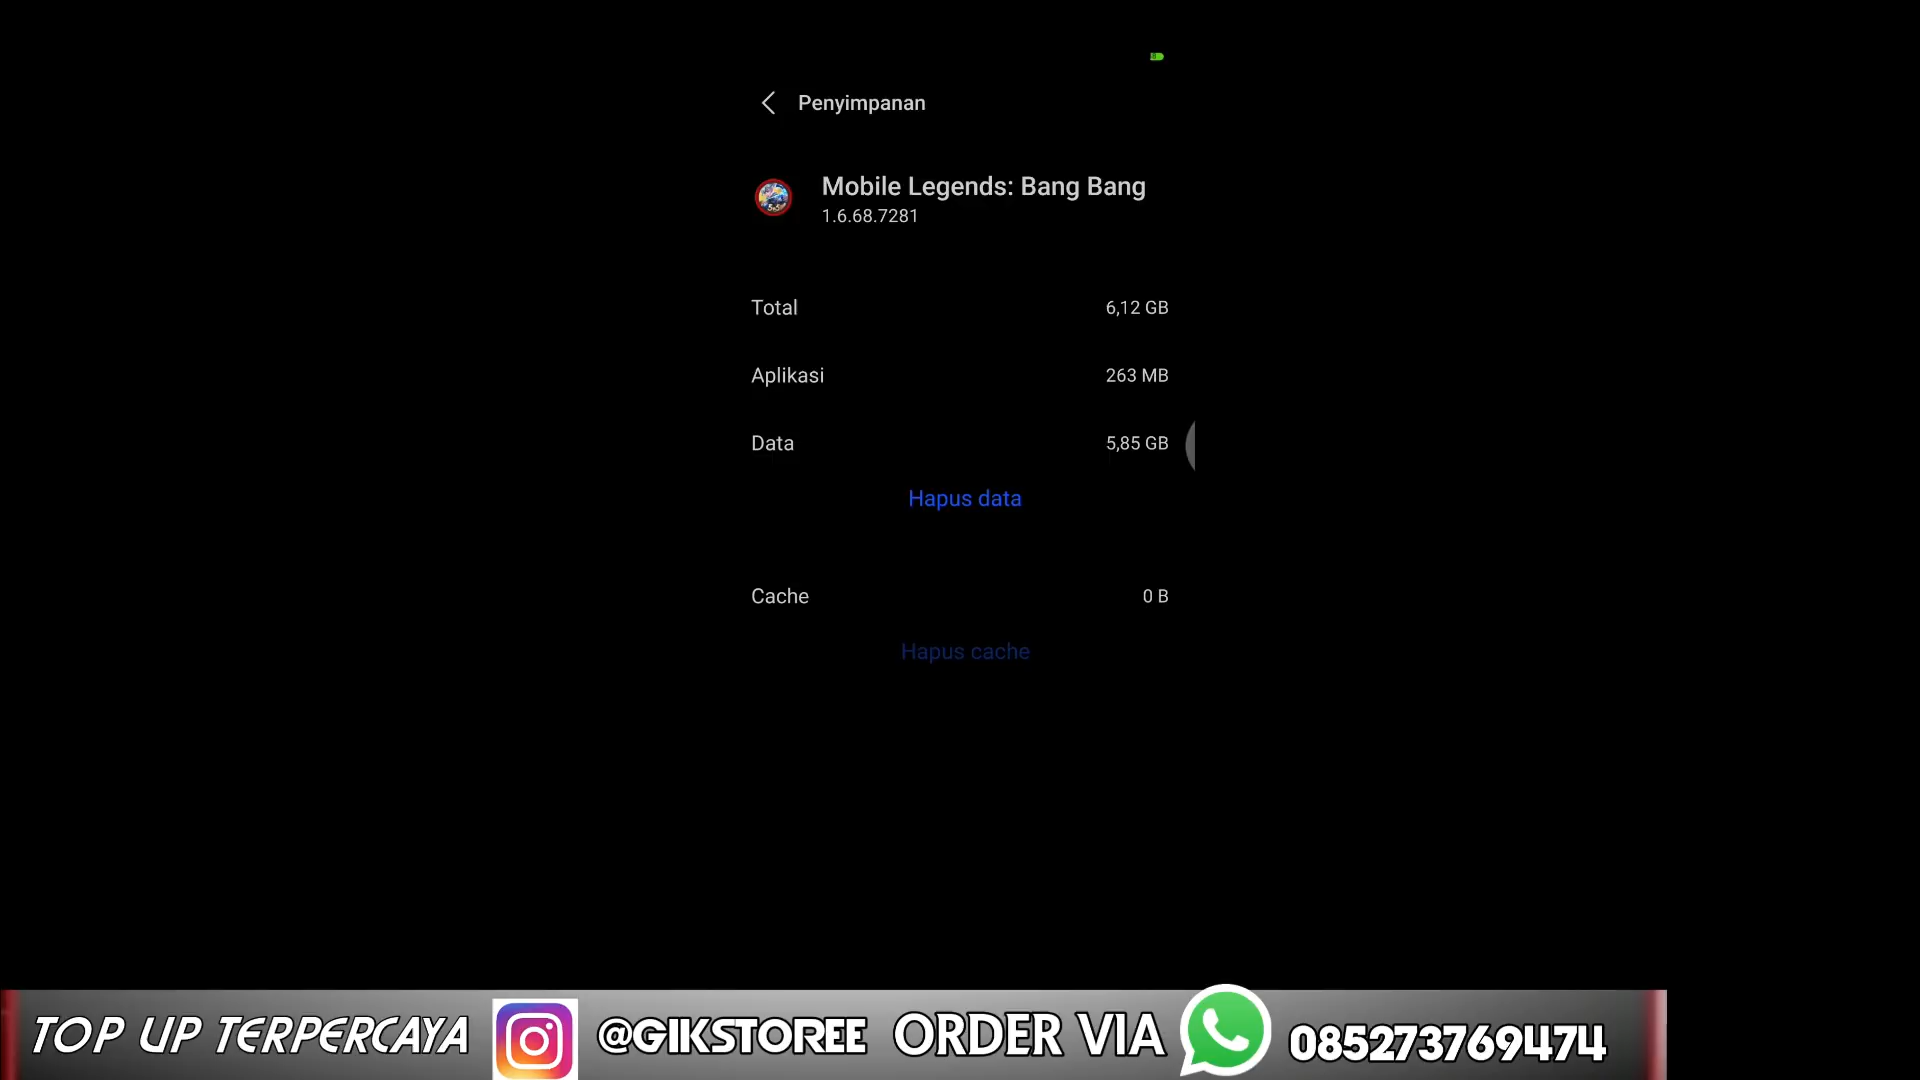 Penyimpanan
Mobile Legends: Bang Bang
1.6.68.7281
Total 6,12 GB
Aplikasi 263 MB
Data 5,85 GB
Hapus data
Cache 0 B
Hapus cache
TOP UP TERPERCAYA @GIKSTOREE ORDER VIA 085273769474